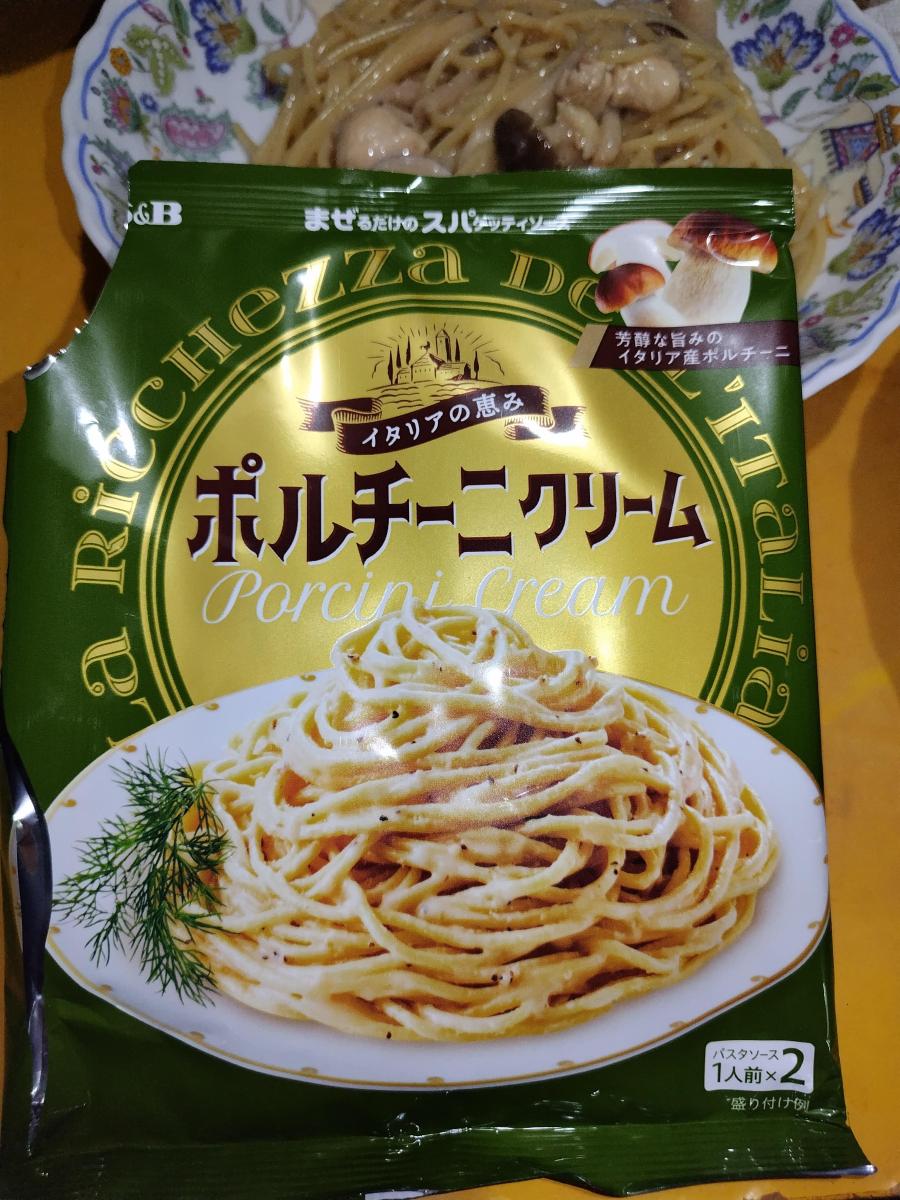 S&B
まぜるだけのスパゲッティソース
LA RICCHEZZA DELL'ITALIA
芳醇な旨みの
イタリア産ポルチーニ
イタリアの恵み
ポルチーニクリーム
Porcini Cream
パスタソース
1人前×2
*盛り付け例